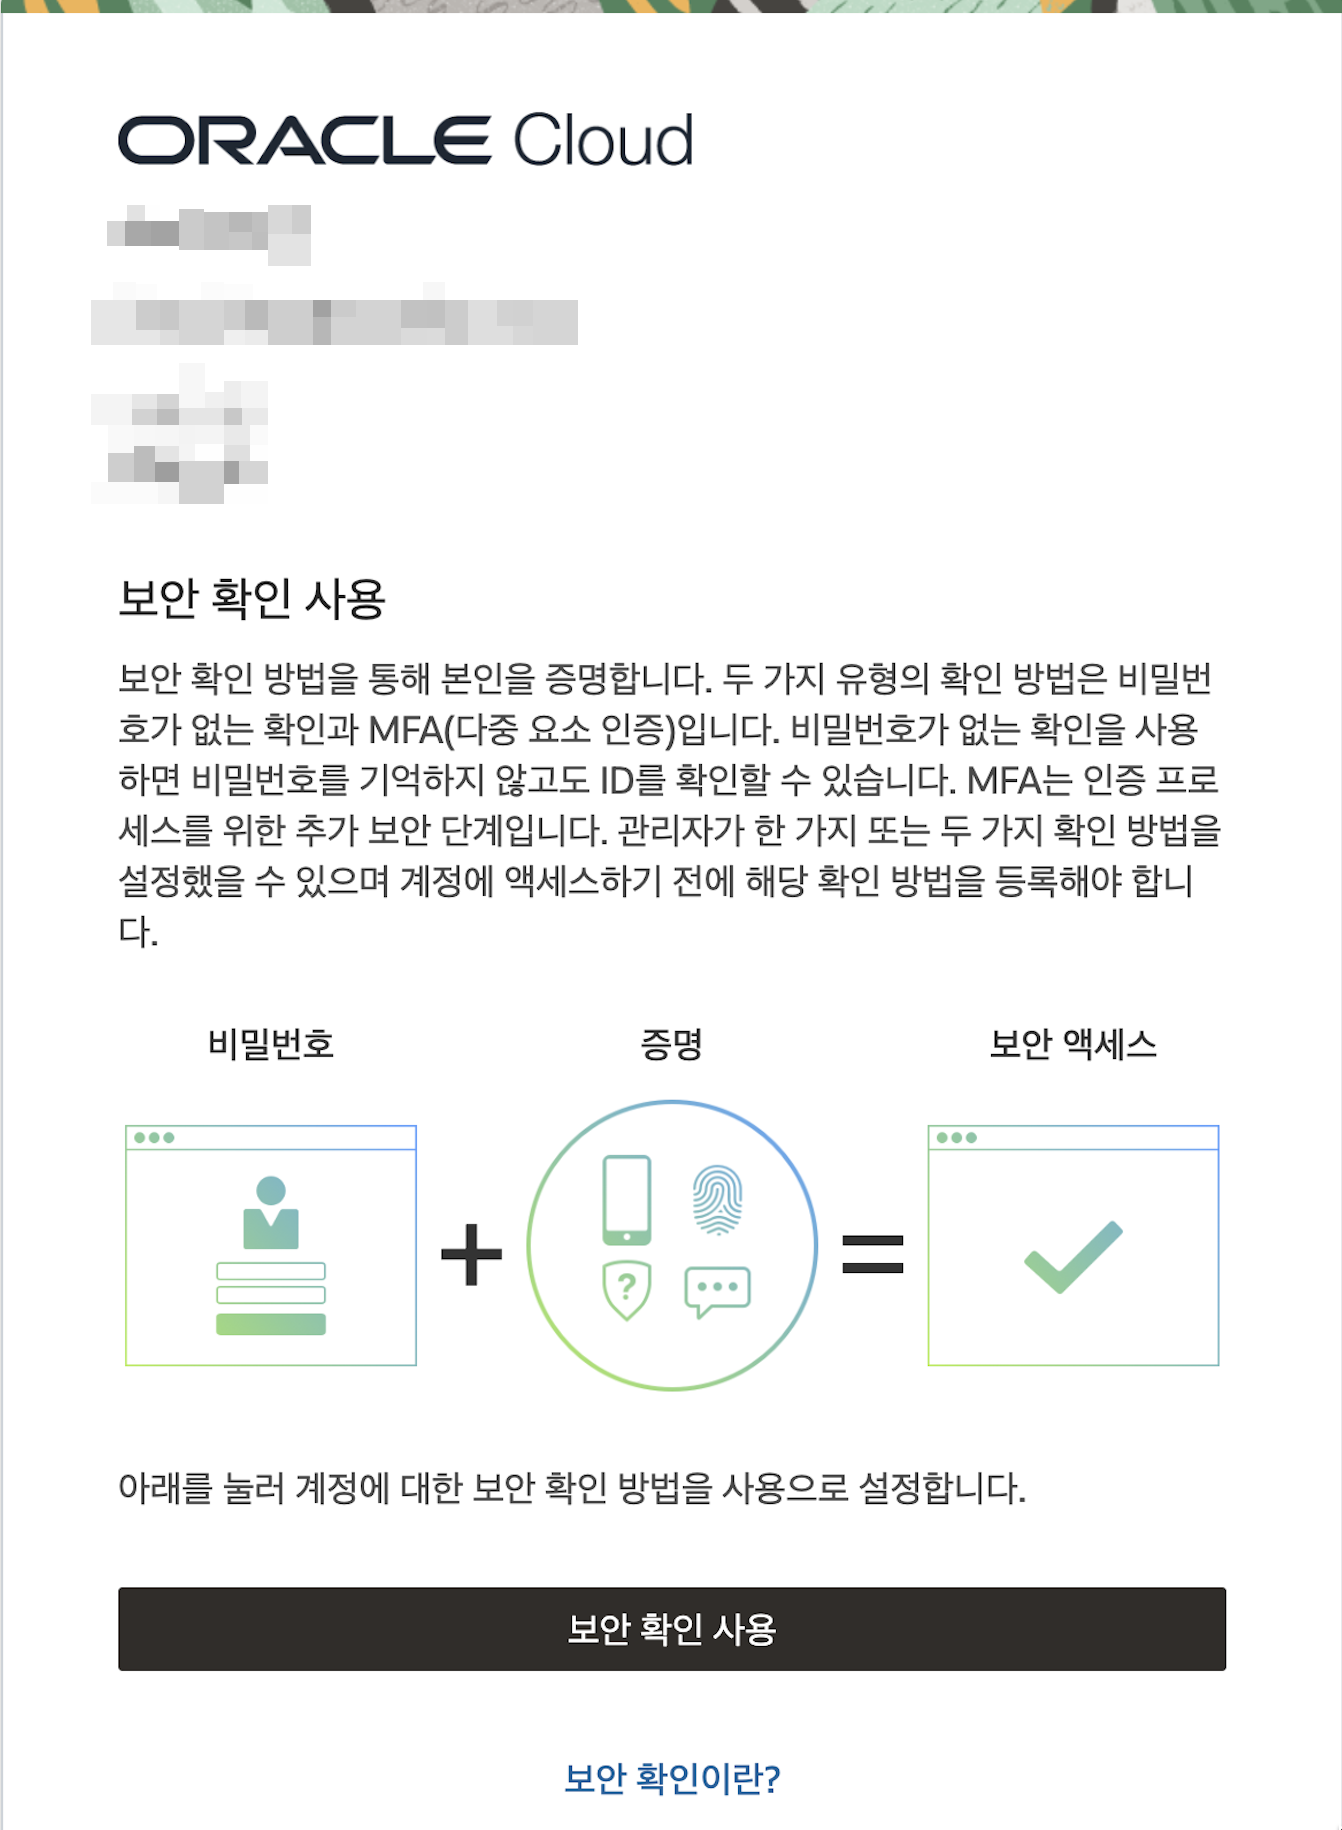 ORACLE Cloud
보안 확인 사용
보안 확인 방법을 통해 본인을 증명합니다. 두 가지 유형의 확인 방법은 비밀번
호가 없는 확인과 MFA(다중 요소 인증)입니다. 비밀번호가 없는 확인을 사용
하면 비밀번호를 기억하지 않고도 ID를 확인할 수 있습니다. MFA는 인증 프로
세스를 위한 추가 보안 단계입니다. 관리자가 한 가지 또는 두 가지 확인 방법을
설정했을 수 있으며 계정에 액세스하기 전에 해당 확인 방법을 등록해야 합니
다.
비밀번호 증명 보안 액세스
아래를 눌러 계정에 대한 보안 확인 방법을 사용으로 설정합니다.
보안 확인 사용
보안 확인이란?